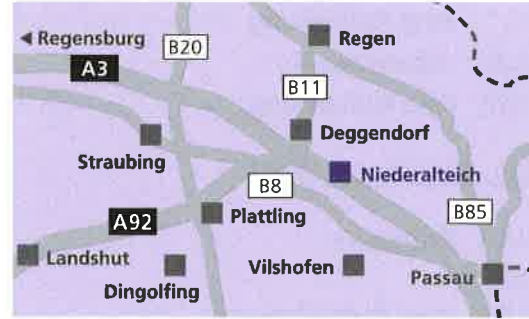 ◄ Regensburg
B20
Regen
A3
B11
Deggendorf
Straubing
Niederalteich
B8
B85
A92
Plattling
Landshut
Vilshofen
Passau
Dingolfing